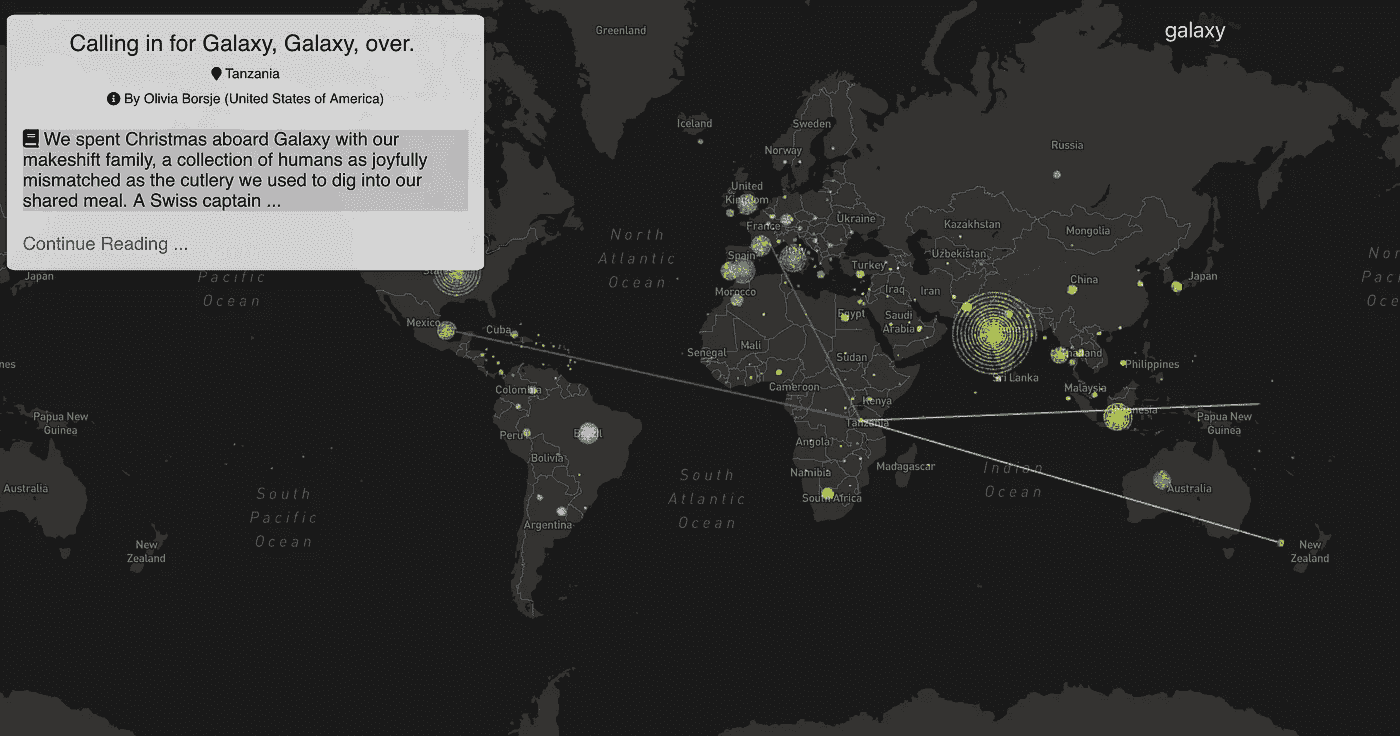 Calling in for Galaxy, Galaxy, over.
Tanzania
By Olivia Borsje (United States of America)
We spent Christmas aboard Galaxy with our
makeshift family, a collection of humans as joyfully
mismatched as the cutlery we used to dig into our
shared meal. A Swiss captain ...
Continue Reading ...
galaxy
Greenland
Iceland
Sweden
Norway
Russia
United
Kingdom
France
Ukraine
Kazakhstan
Mongolia
Uzbekistan
Spain
Turkey
Morocco
Iraq
Iran
China
Japan
Japan
Pacific
Ocean
North
Atlantic
Ocean
Mexico
Cuba
Egypt
Saudi
Arabia
Mali
Senegal
Sudan
Sri Lanka
Philippines
Malaysia
Cameroon
Kenya
Tanzania
Colombia
Peru
Brazil
Bolivia
Papua New
Guinea
Papua New
Guinea
Angola
Namibia
Madagascar
South Africa
Indian
Ocean
Australia
Australia
South
Pacific
Ocean
South
Atlantic
Ocean
Argentina
New
Zealand
New
Zealand